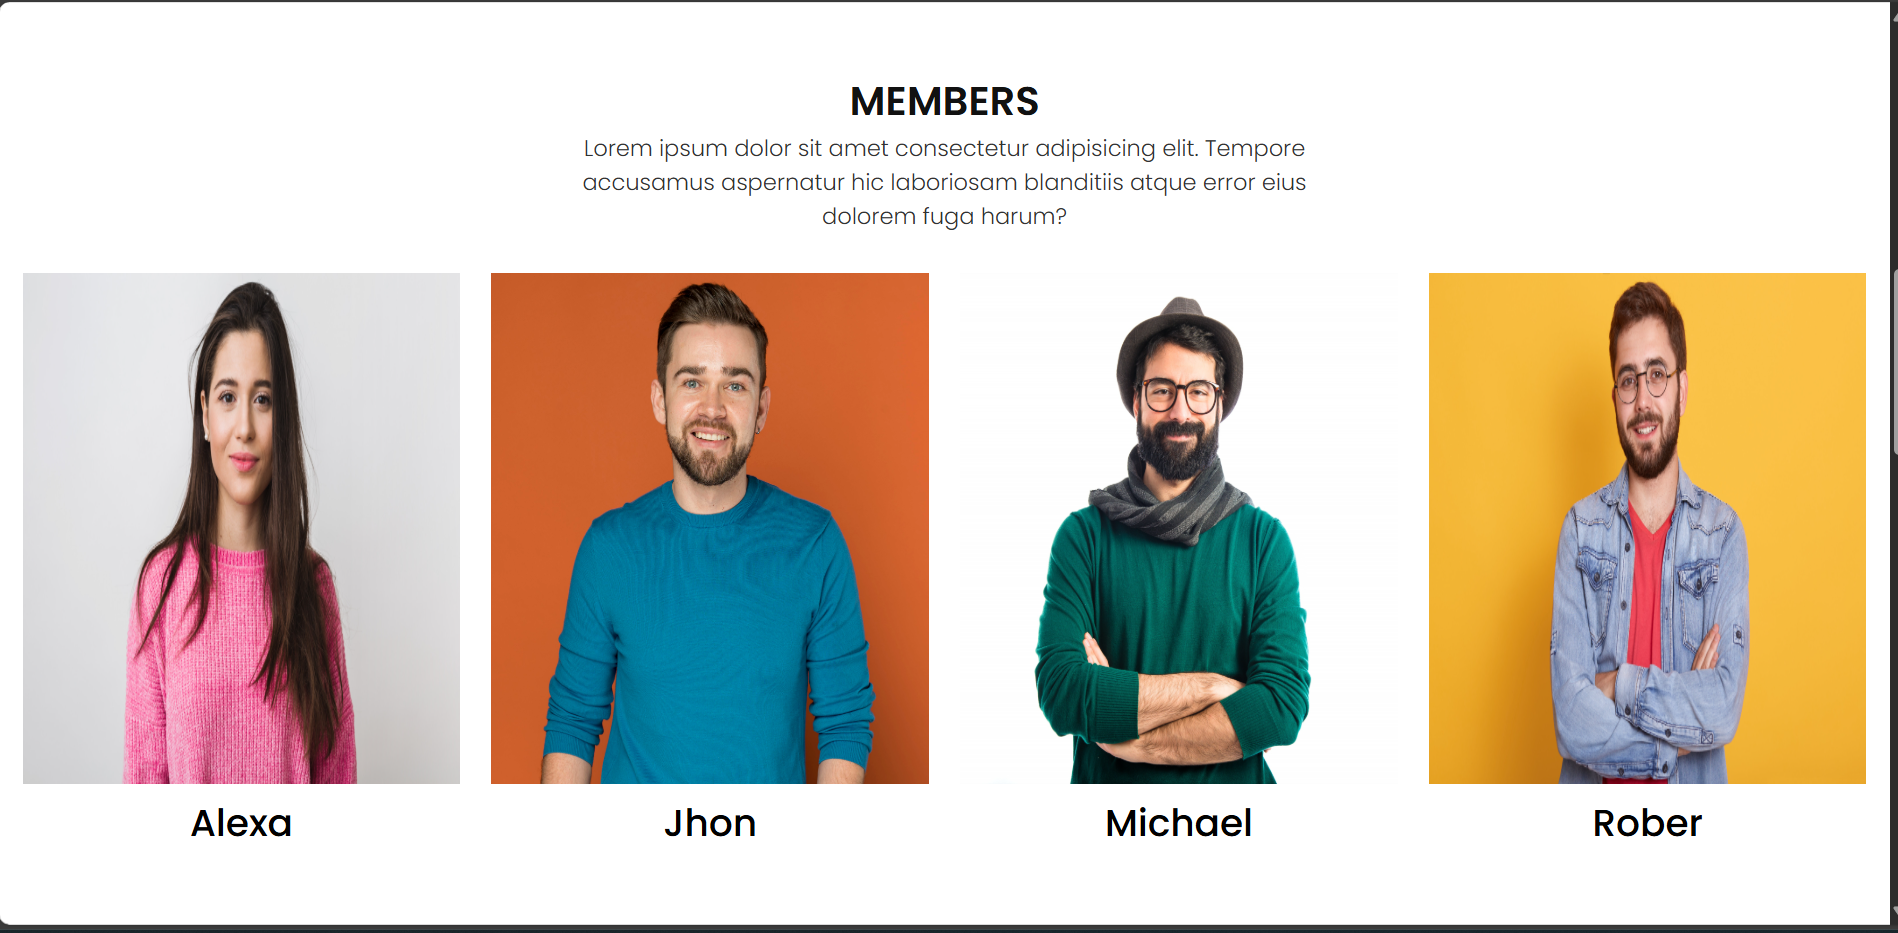 MEMBERS
Lorem ipsum dolor sit amet consectetur adipisicing elit. Tempore
accusamus aspernatur hic laboriosam blanditiis atque error eius
dolorem fuga harum?
Alexa
Jhon
Michael
Rober